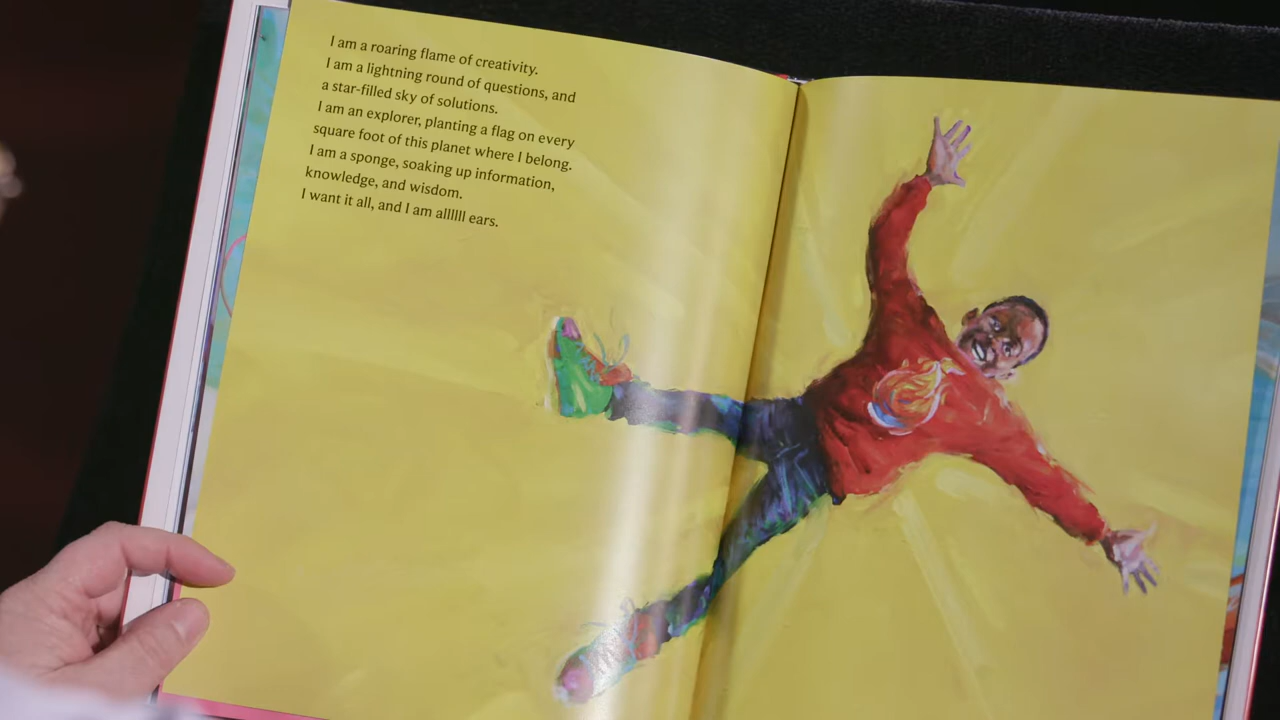 I am a roaring flame of creativity.
I am a lightning round of questions, and
a star-filled sky of solutions.
I am an explorer, planting a flag on every
square foot of this planet where I belong.
I am a sponge, soaking up information,
knowledge, and wisdom.
I want it all, and I am allllll ears.